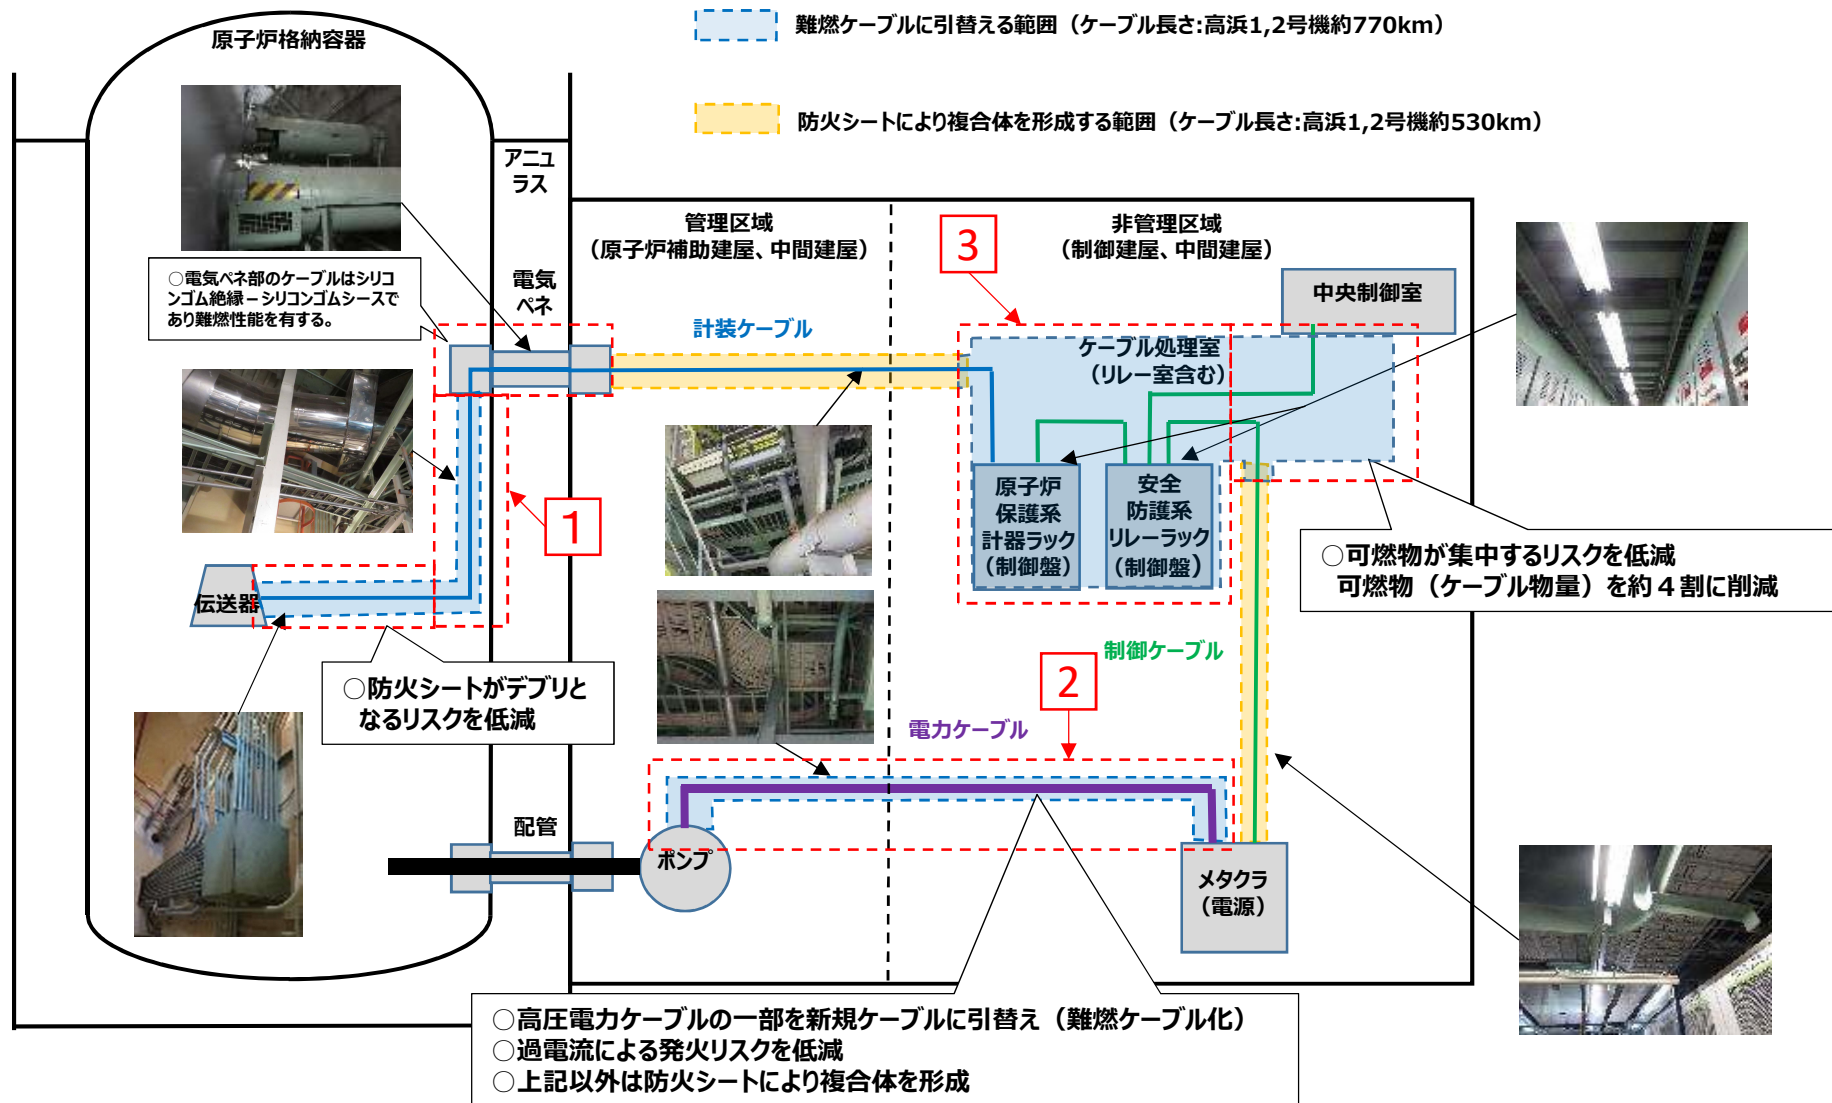 難燃ケーブルに引替える範囲（ケーブル長さ:高浜1,2号機約770km）
防火シートにより複合体を形成する範囲（ケーブル長さ:高浜1,2号機約530km）
原子炉格納容器
アニュ
ラス
管理区域
（原子炉補助建屋、中間建屋）
非管理区域
（制御建屋、中間建屋）
3
中央制御室
○電気ペネ部のケーブルはシリコ
ンゴム絶縁－シリコンゴムシースで
あり難燃性能を有する。
電気
ペネ
計装ケーブル
ケーブル処理室
（リレー室含む）
原子炉
保護系
計器ラック
（制御盤）
安全
防護系
リレーラック
（制御盤）
1
○可燃物が集中するリスクを低減
可燃物（ケーブル物量）を約４割に削減
伝送器
○防火シートがデブリと
なるリスクを低減
制御ケーブル
2
電力ケーブル
配管
ポンプ
メタクラ
（電源）
○高圧電力ケーブルの一部を新規ケーブルに引替え（難燃ケーブル化）
○過電流による発火リスクを低減
○上記以外は防火シートにより複合体を形成